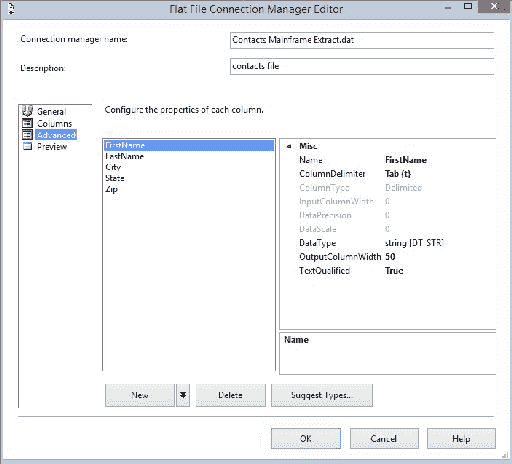 Flat File Connection Manager Editor
Connection manager name:
Contacts Mainframe Extract.dat
Description:
contacts file
General
Columns
Advanced
Preview
Configure the properties of each column.
FirstName
LastName
City
State
Zip
Misc
Name FirstName
ColumnDelimiter Tab {t}
ColumnType Delimited
InputColumnWidth 0
DataPrecision 0
DataScale 0
DataType string [DT_STR]
OutputColumnWidth 50
TextQualified True
Name
New
Delete
Suggest Types...
OK
Cancel
Help